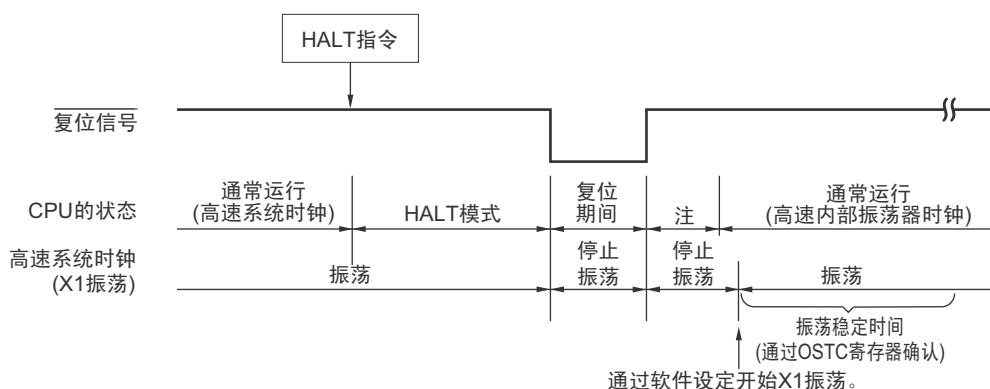 HALT指令
复位信号
CPU的状态
通常运行
(高速系统时钟)
HALT模式
复位
期间
注
通常运行
(高速内部振荡器时钟)
高速系统时钟
(X1振荡)
振荡
停止
振荡
停止
振荡
振荡
振荡稳定时间
(通过OSTC寄存器确认)
通过软件设定开始X1振荡。